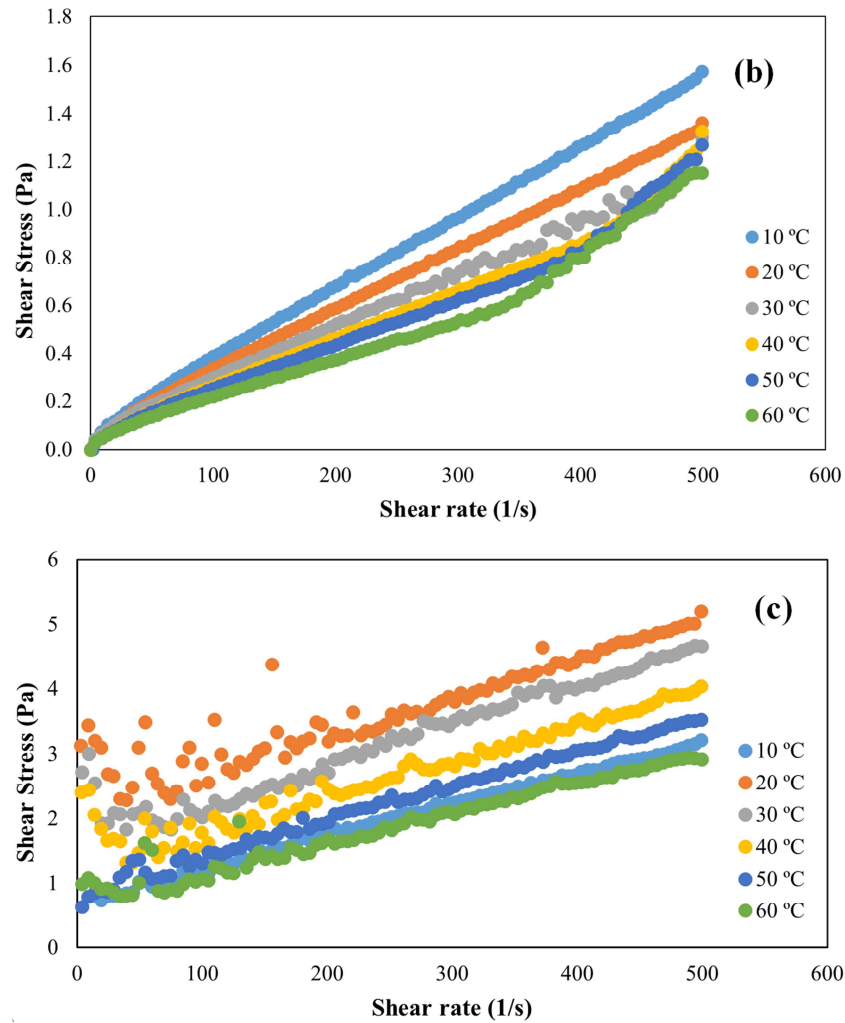 1.8
(b)
1.6
1.4
1.2
1.0
0.8
0.6
0.4
0.2
0.0
Shear Stress (Pa)
10 ºC
20 ºC
30 ºC
40 ºC
50 ºC
60 ºC
0 100 200 300 400 500 600
Shear rate (1/s)
6
(c)
5
4
3
2
1
0
Shear Stress (Pa)
10 ºC
20 ºC
30 ºC
40 ºC
50 ºC
60 ºC
0 100 200 300 400 500 600
Shear rate (1/s)